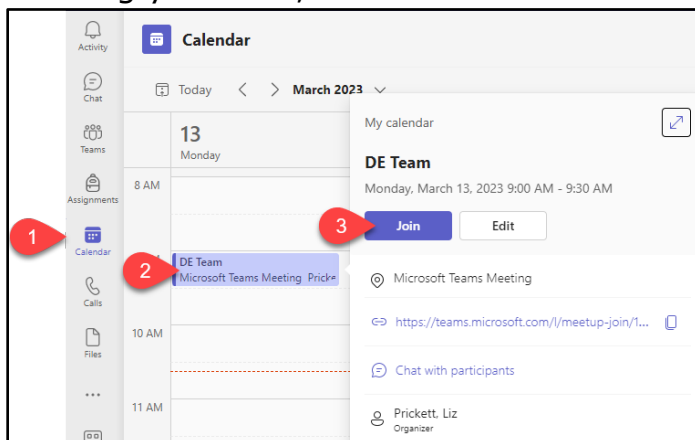 Activity
Chat
Teams
Assignments
Calendar
Calls
Files
Calendar
Today
March 2023
13
Monday
8 AM
10 AM
11 AM
DE Team
Microsoft Teams Meeting
1
2
3
My calendar
DE Team
Monday, March 13, 2023 9:00 AM - 9:30 AM
Join
Edit
Microsoft Teams Meeting
https://teams.microsoft.com/l/meetup-join/1...
Chat with participants
Prickett, Liz
Organizer